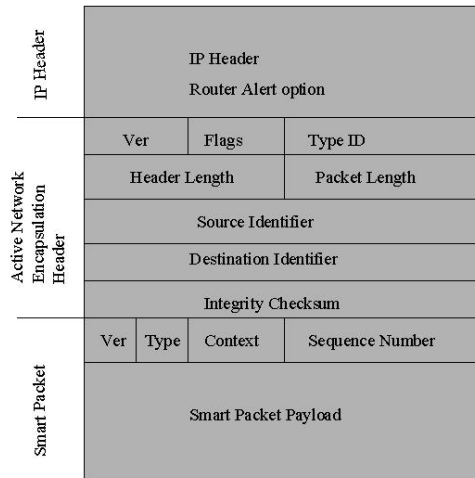 IP Header
IP Header
Router Alert option
Active Network
Encapsulation
Header
Ver Flags Type ID
Header Length Packet Length
Source Identifier
Destination Identifier
Integrity Checksum
Smart Packet
Ver Type Context Sequence Number
Smart Packet Payload